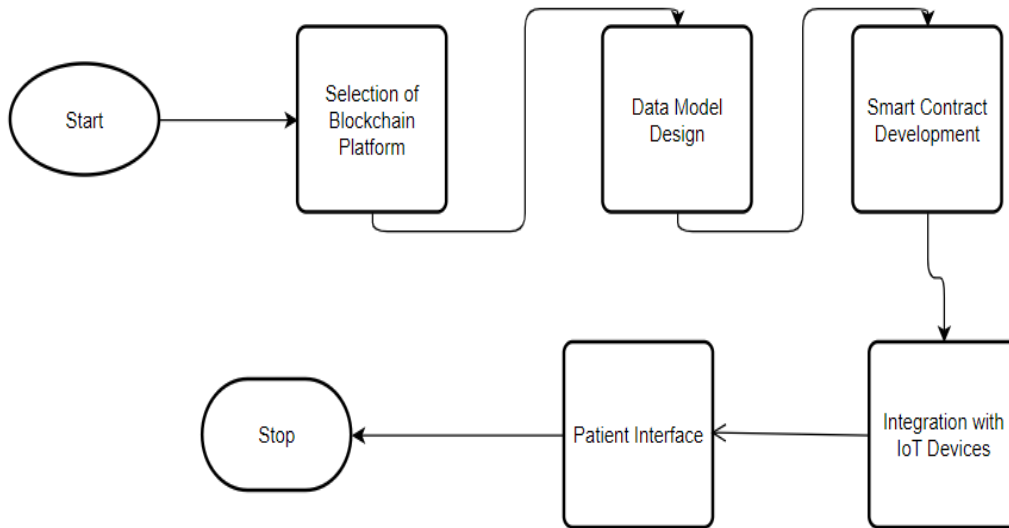 Start
Selection of
Blockchain
Platform
Data Model
Design
Smart Contract
Development
Integration with
IoT Devices
Patient Interface
Stop